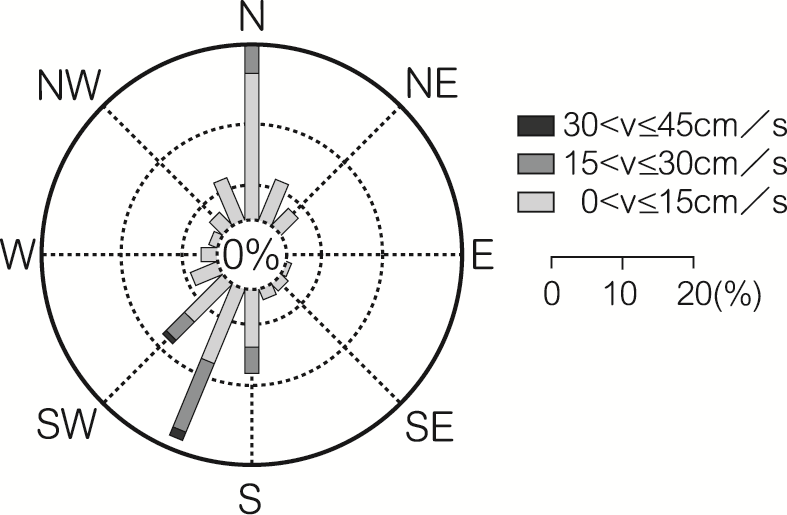 N
NW
NE
W
0%
E
SW
SE
S
30<v≤45cm／s
15<v≤30cm／s
0<v≤15cm／s
0 10 20(%)